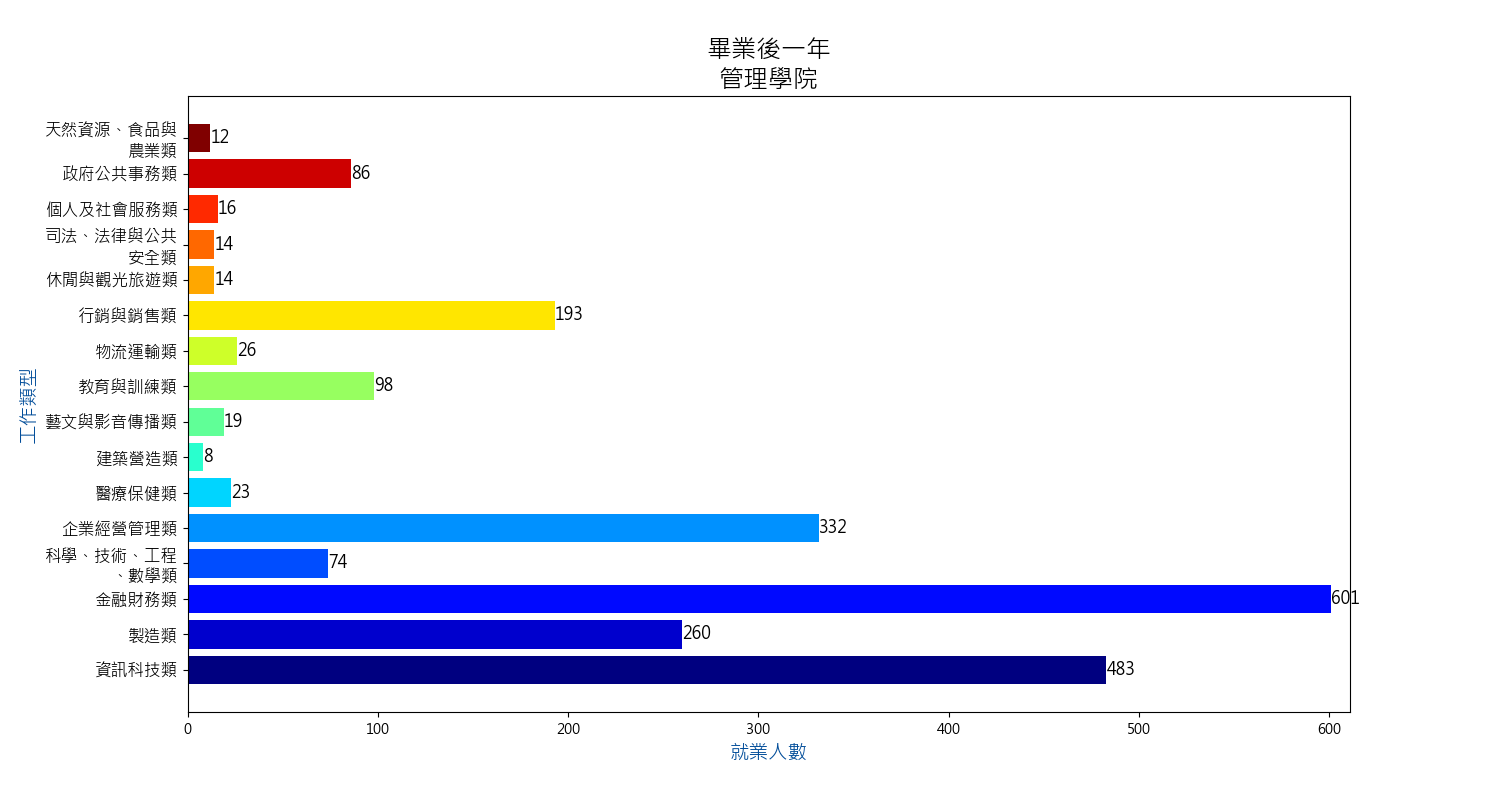 畢業後一年
管理學院
天然資源、食品與
農業類
12
政府公共事務類
86
個人及社會服務類
16
司法、法律與公共
安全類
14
休閒與觀光旅遊類
14
行銷與銷售類
193
物流運輸類
26
教育與訓練類
98
藝文與影音傳播類
19
建築營造類
8
醫療保健類
23
企業經營管理類
332
科學、技術、工程
、數學類
74
金融財務類
601
製造類
260
資訊科技類
483
工作類型
0 100 200 300 400 500 600
就業人數